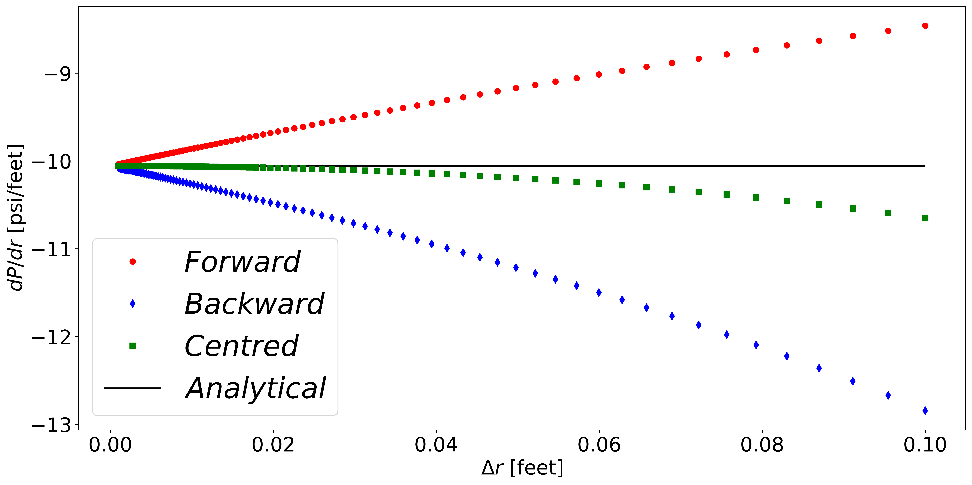 dP/dr [psi/feet]
−9
−10
−11
−12
−13
Forward
Backward
Centred
Analytical
0.00 0.02 0.04 0.06 0.08 0.10
Δr [feet]